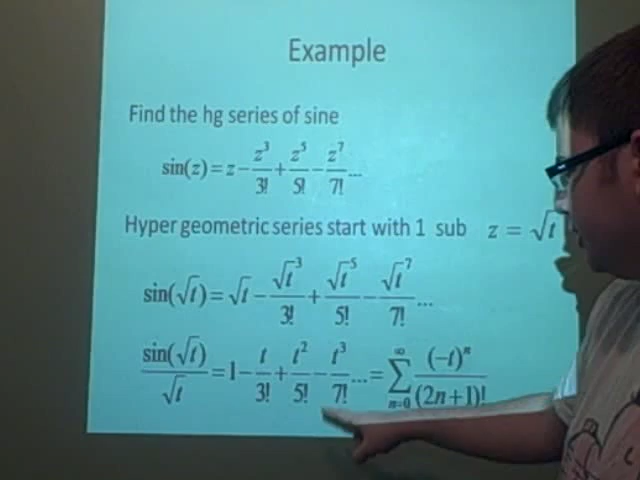 Example
Find the hg series of sine
sin(z) = z − z³/3! + z⁵/5! − z⁷/7! ...
Hyper geometric series start with 1 sub z = √t
sin(√t) = √t − √t³/3! + √t⁵/5! − √t⁷/7! ...
sin(√t)/√t = 1 − t/3! + t²/5! − t³/7! ... = ∑_{n=0}^{∞} (−t)ⁿ/(2n+1)!